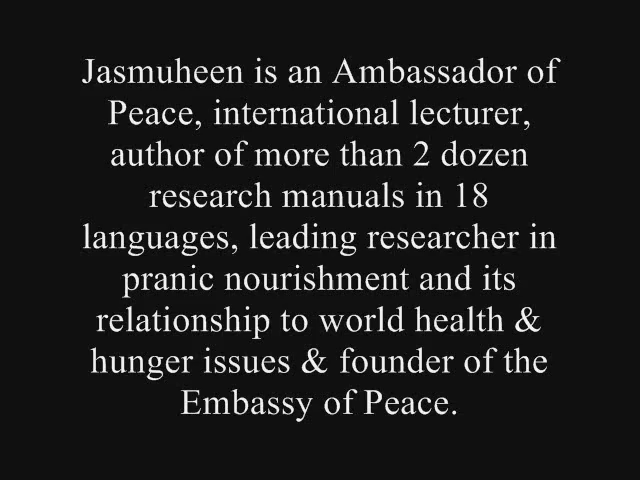 Jasmuheen is an Ambassador of
Peace, international lecturer,
author of more than 2 dozen
research manuals in 18
languages, leading researcher in
pranic nourishment and its
relationship to world health &
hunger issues & founder of the
Embassy of Peace.